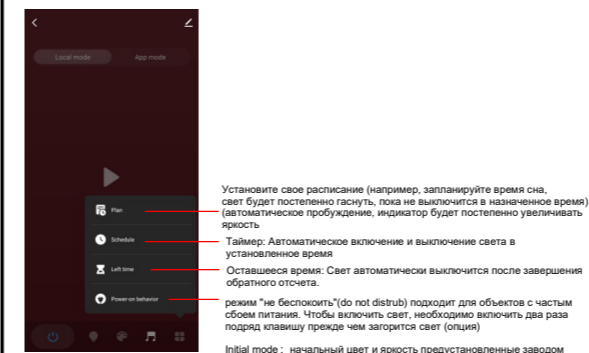 Local mode
App mode
Plan
Schedule
Left time
Power-on behavior
Установите свое расписание (например, запланируйте время сна,
свет будет постепенно гаснуть, пока не выключится в назначенное время)
(автоматическое пробуждение, индикатор будет постепенно увеличивать
яркость
Таймер: Автоматическое включение и выключение света в
установленное время
Оставшееся время: Свет автоматически выключится после завершения
обратного отсчета.
режим "не беспокоить"(do not distrub) подходит для объектов с частым
сбоем питания. Чтобы включить свет, необходимо включить два раза
подряд клавишу прежде чем загорится свет (опция)
Initial mode : начальный цвет и яркость предустановленные заводом